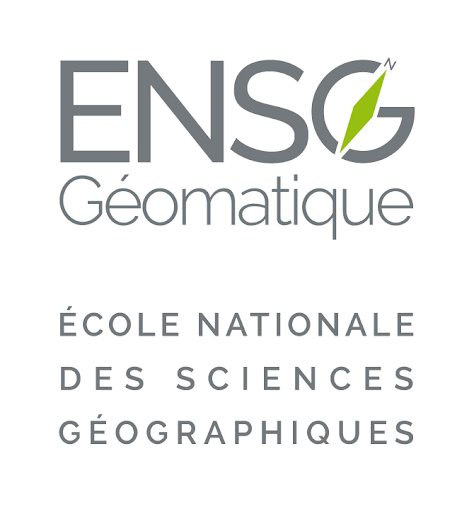 ENSG
N
Géomatique
ÉCOLE NATIONALE
DES SCIENCES
GÉOGRAPHIQUES